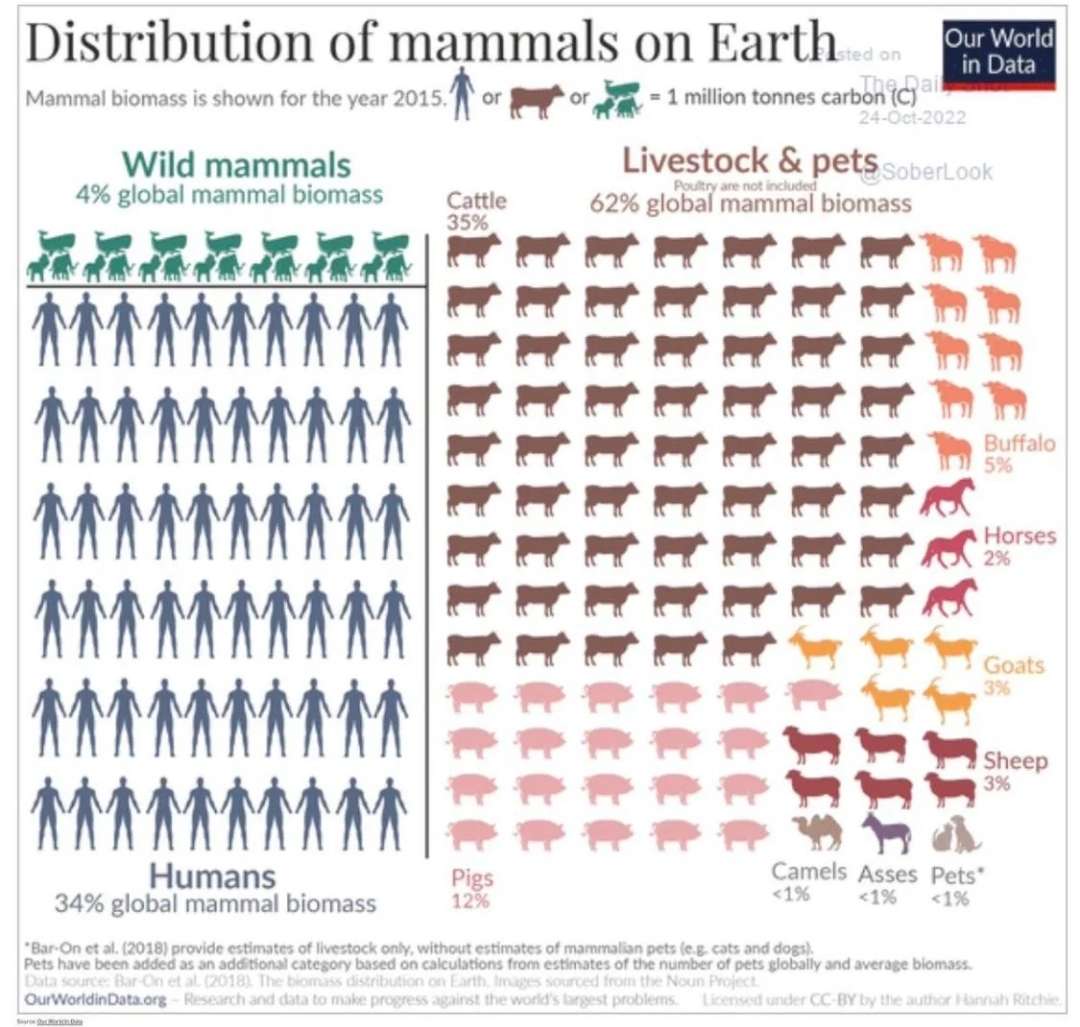 Distribution of mammals on Earth
Our World
in Data
Posted on
The Daily Shot
24-Oct-2022
@SoberLook
Mammal biomass is shown for the year 2015. or or = 1 million tonnes carbon (C)
Wild mammals
4% global mammal biomass
Livestock & pets
Poultry are not included
62% global mammal biomass
Cattle
35%
Buffalo
5%
Horses
2%
Goats
3%
Sheep
3%
Humans
34% global mammal biomass
Pigs
12%
Camels
<1%
Asses
<1%
Pets*
<1%
*Bar-On et al. (2018) provide estimates of livestock only, without estimates of mammalian pets (e.g. cats and dogs).
Pets have been added as an additional category based on calculations from estimates of the number of pets globally and average biomass.
Data source: Bar-On et al. (2018). The biomass distribution on Earth. Images sourced from the Noun Project.
OurWorldinData.org – Research and data to make progress against the world's largest problems. Licensed under CC-BY by the author Hannah Ritchie.
Source: Our World in Data